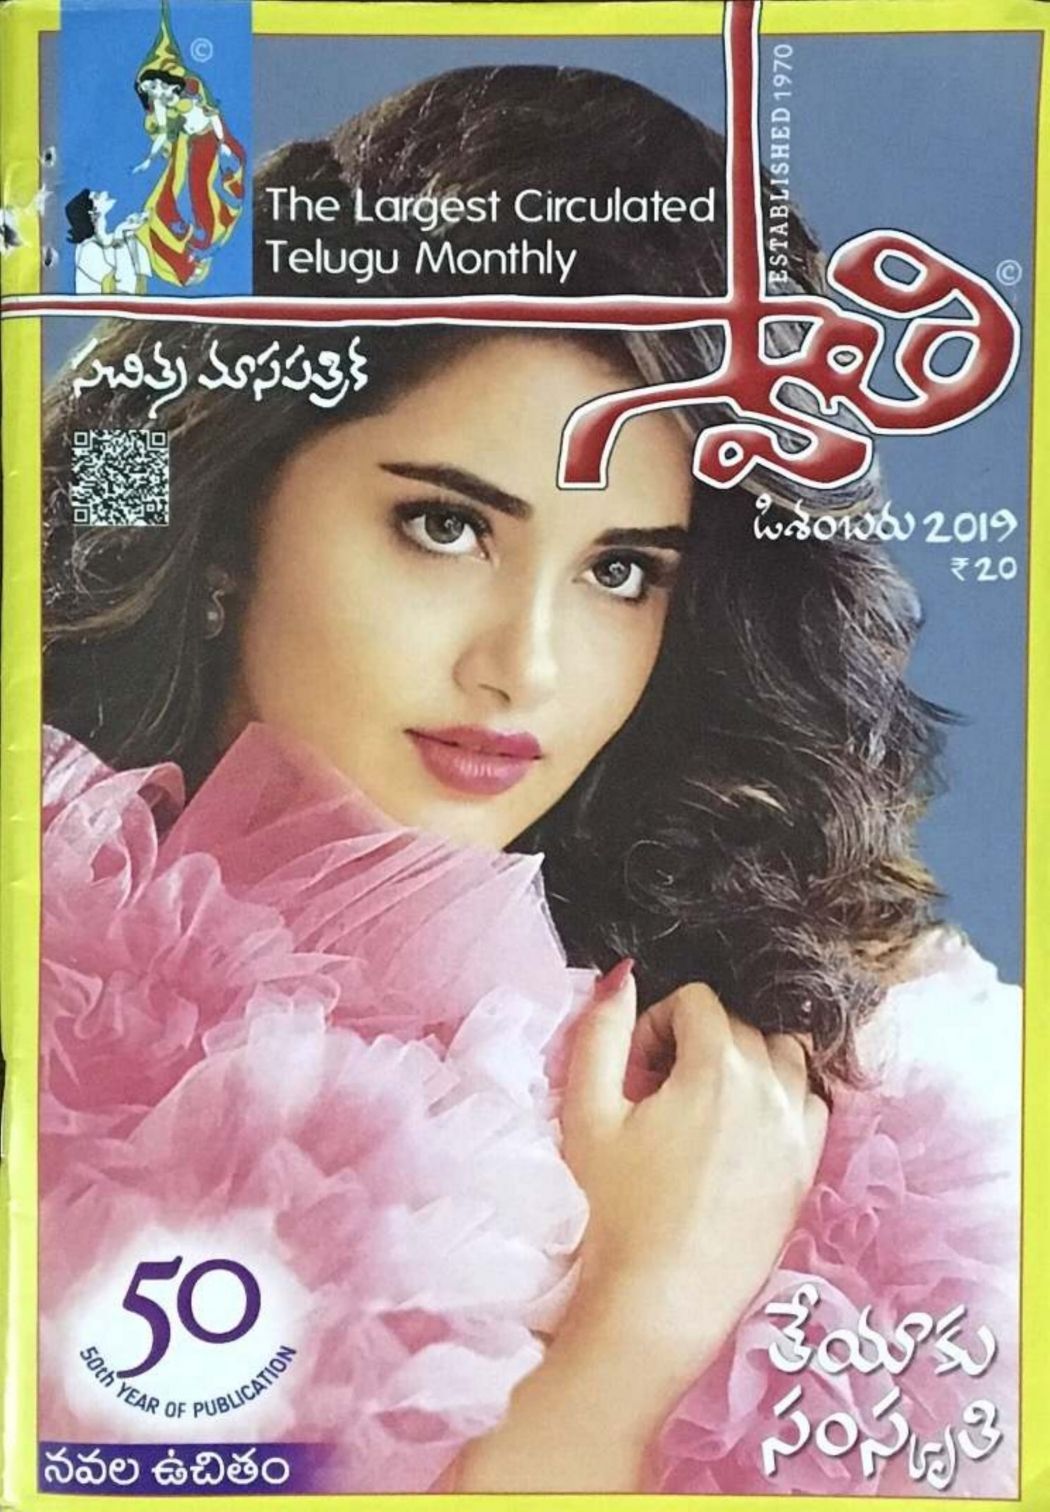 ©
The Largest Circulated
Telugu Monthly
ESTABLISHED 1970
స్వాతి
©
సచిత్ర మాసపత్రిక
డిశంబరు 2019
₹20
50
50th YEAR OF PUBLICATION
తేయాకు
సంస్కృతి
నవల ఉచితం